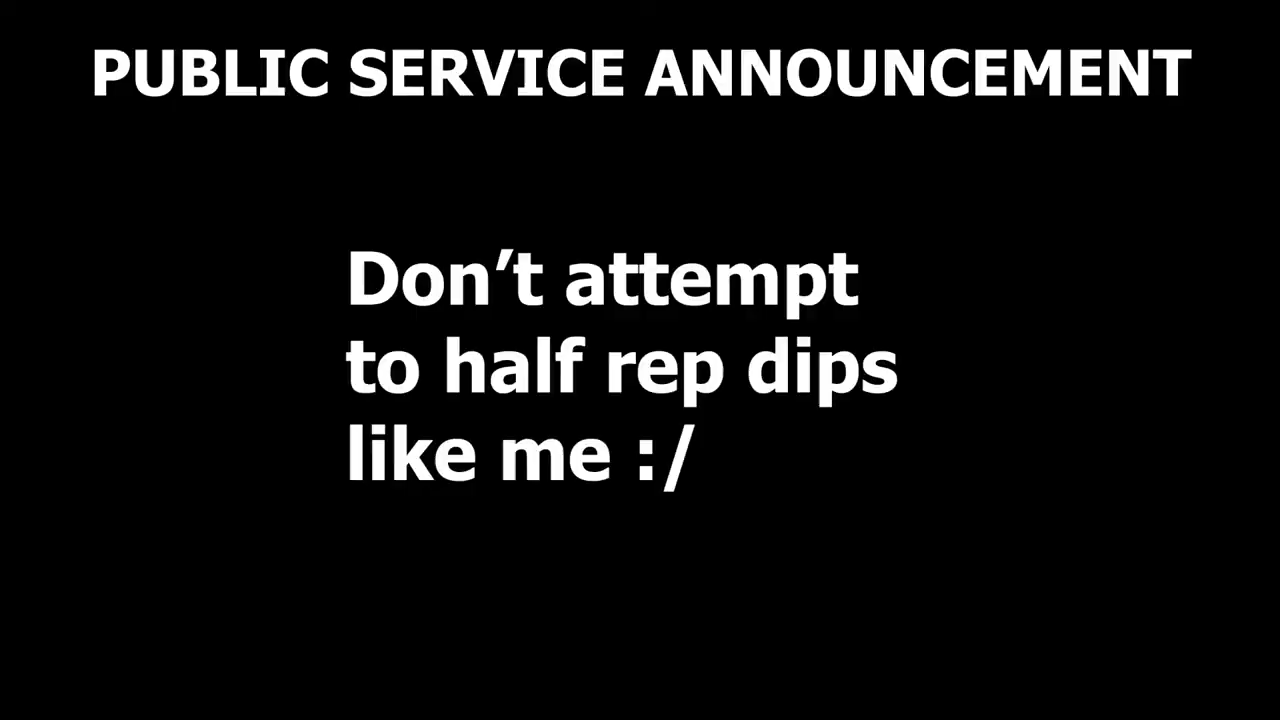 PUBLIC SERVICE ANNOUNCEMENT
Don’t attempt
to half rep dips
like me :/